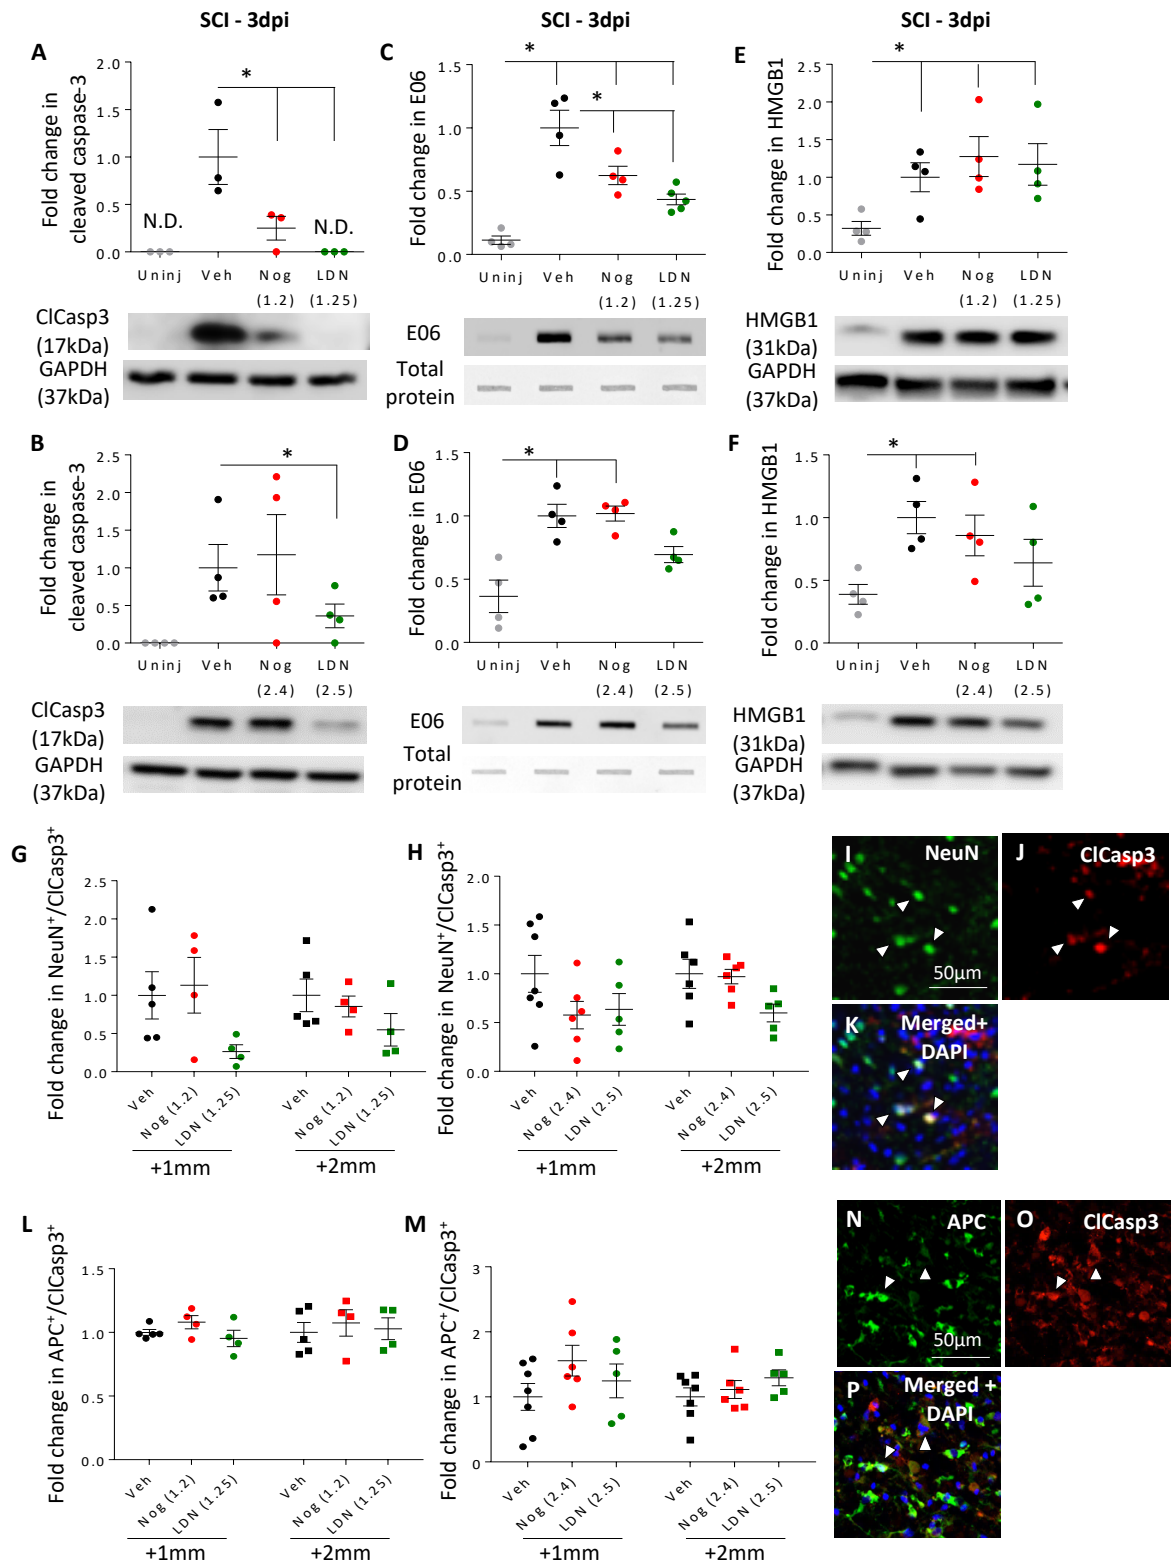 SCI - 3dpi
SCI - 3dpi
SCI - 3dpi
A
Fold change in
cleaved caspase-3
2.0
1.5
1.0
0.5
0.0
*
N.D.
N.D.
Uninj
Veh
Nog
(1.2)
LDN
(1.25)
ClCasp3
(17kDa)
GAPDH
(37kDa)
C
Fold change in E06
1.5
1.0
0.5
0.0
*
*
Uninj
Veh
Nog
(1.2)
LDN
(1.25)
E06
Total
protein
E
Fold change in HMGB1
2.5
2.0
1.5
1.0
0.5
0.0
*
Uninj
Veh
Nog
(1.2)
LDN
(1.25)
HMGB1
(31kDa)
GAPDH
(37kDa)
B
Fold change in
cleaved caspase-3
2.5
2.0
1.5
1.0
0.5
0.0
*
Uninj
Veh
Nog
(2.4)
LDN
(2.5)
ClCasp3
(17kDa)
GAPDH
(37kDa)
D
Fold change in E06
1.5
1.0
0.5
0.0
*
Uninj
Veh
Nog
(2.4)
LDN
(2.5)
E06
Total
protein
F
Fold change in HMGB1
1.5
1.0
0.5
0.0
*
Uninj
Veh
Nog
(2.4)
LDN
(2.5)
HMGB1
(31kDa)
GAPDH
(37kDa)
G
Fold change in NeuN⁺/ClCasp3⁺
2.5
2.0
1.5
1.0
0.5
0.0
Veh
Nog (1.2)
LDN (1.25)
Veh
Nog (1.2)
LDN (1.25)
+1mm
+2mm
H
Fold change in NeuN⁺/ClCasp3⁺
2.0
1.5
1.0
0.5
0.0
Veh
Nog (2.4)
LDN (2.5)
Veh
Nog (2.4)
LDN (2.5)
+1mm
+2mm
I
NeuN
50µm
J
ClCasp3
K
Merged+
DAPI
L
Fold change in APC⁺/ClCasp3⁺
1.5
1.0
0.5
0.0
Veh
Nog (1.2)
LDN (1.25)
Veh
Nog (1.2)
LDN (1.25)
+1mm
+2mm
M
Fold change in APC⁺/ClCasp3⁺
3
2
1
0
Veh
Nog (2.4)
LDN (2.5)
Veh
Nog (2.4)
LDN (2.5)
+1mm
+2mm
N
APC
50µm
O
ClCasp3
P
Merged +
DAPI